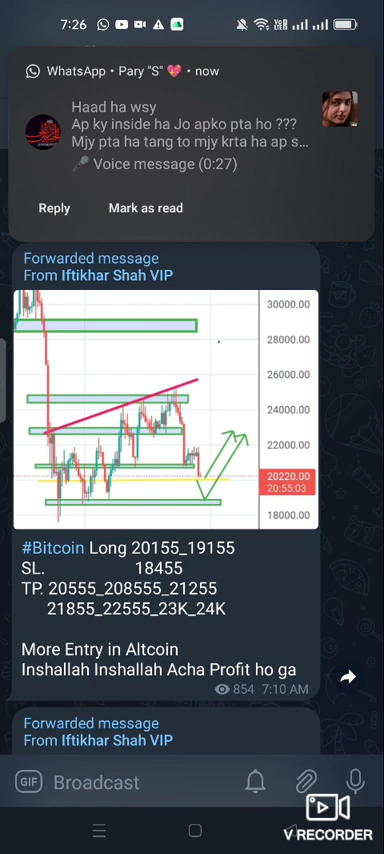 7:26
WhatsApp • Pary "S" 💖 • now
Haad ha wsy
Ap ky inside ha Jo apko pta ho ???
Mjy pta ha tang to mjy krta ha ap s...
🎤 Voice message (0:27)
Reply Mark as read
Forwarded message
From Iftikhar Shah VIP
30000.00
28000.00
26000.00
24000.00
22000.00
20220.00
20:55:03
18000.00
#Bitcoin Long 20155_19155
SL. 18455
TP. 20555_208555_21255
21855_22555_23K_24K
More Entry in Altcoin
Inshallah Inshallah Acha Profit ho ga
854 7:10 AM
Forwarded message
From Iftikhar Shah VIP
GIF Broadcast
V RECORDER